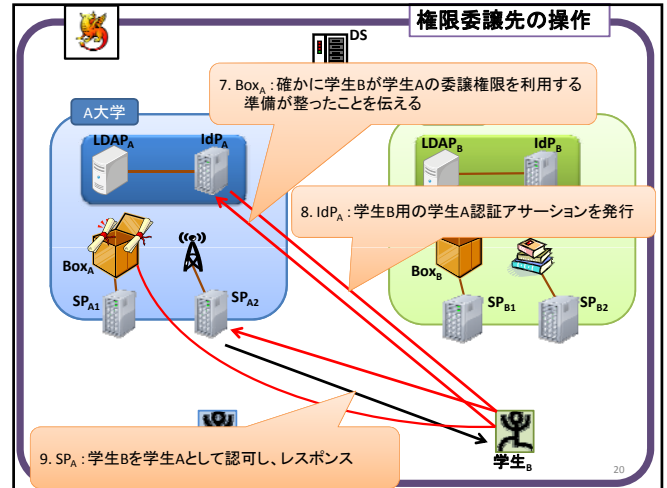 権限委譲先の操作
DS
7. BoxA : 確かに学生Bが学生Aの委譲権限を利用する
準備が整ったことを伝える
A大学
LDAPA
IdPA
LDAPB
IdPB
8. IdPA : 学生B用の学生A認証アサーションを発行
BoxA
BoxB
SPA1
SPA2
SPB1
SPB2
9. SPA : 学生Bを学生Aとして認可し、レスポンス
学生B
20